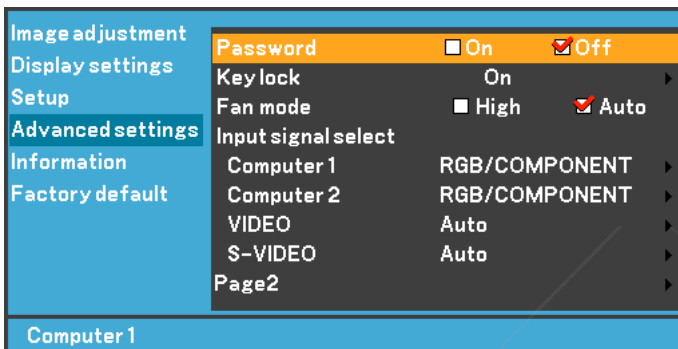 Image adjustment
Display settings
Setup
Advanced settings
Information
Factory default
Password On Off
Key lock On
Fan mode High Auto
Input signal select
Computer 1 RGB/COMPONENT
Computer 2 RGB/COMPONENT
VIDEO Auto
S-VIDEO Auto
Page2
Computer 1